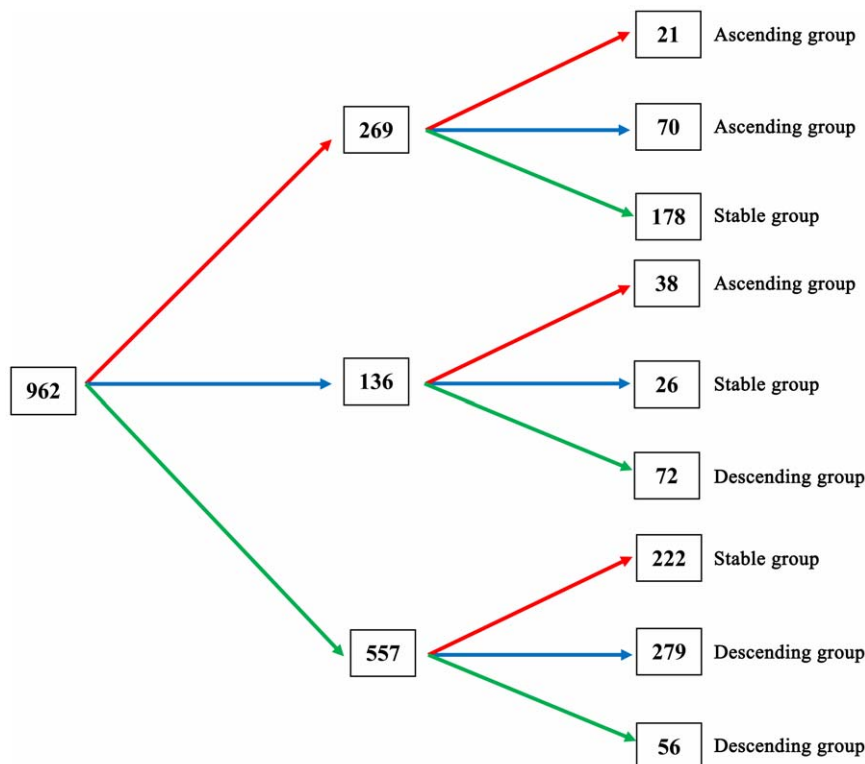 21 Ascending group
269
70 Ascending group
178 Stable group
38 Ascending group
962
136
26 Stable group
72 Descending group
222 Stable group
557
279 Descending group
56 Descending group